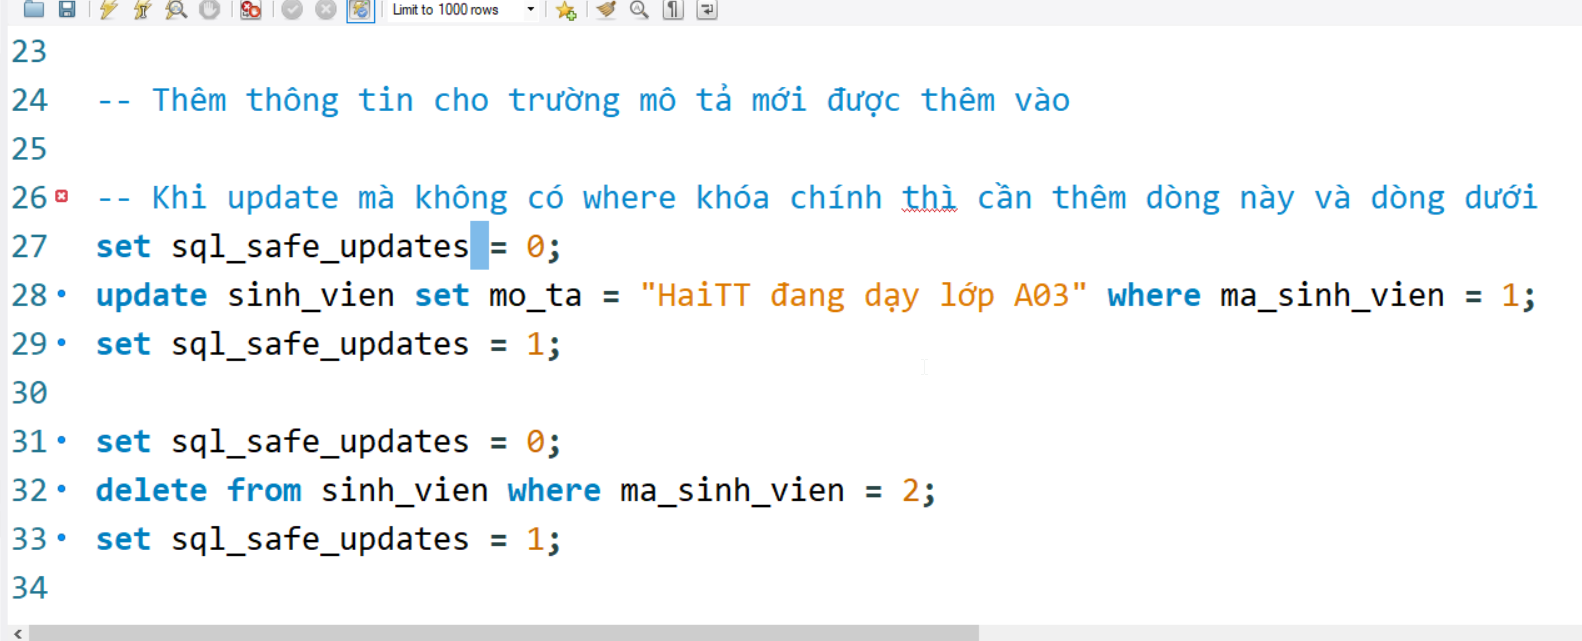 Limit to 1000 rows
23
24 -- Thêm thông tin cho trường mô tả mới được thêm vào
25
26 -- Khi update mà không có where khóa chính thì cần thêm dòng này và dòng dưới
27 set sql_safe_updates = 0;
28 update sinh_vien set mo_ta = "HaiTT đang dạy lớp A03" where ma_sinh_vien = 1;
29 set sql_safe_updates = 1;
30
31 set sql_safe_updates = 0;
32 delete from sinh_vien where ma_sinh_vien = 2;
33 set sql_safe_updates = 1;
34